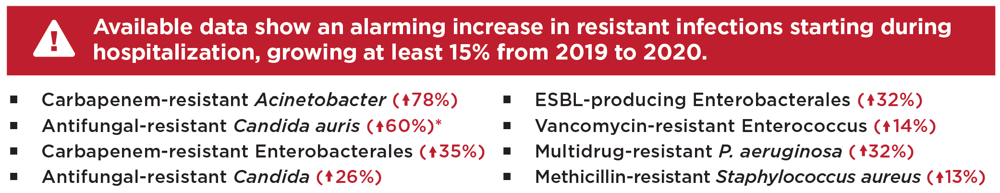 Available data show an alarming increase in resistant infections starting during
hospitalization, growing at least 15% from 2019 to 2020.
▪ Carbapenem-resistant Acinetobacter (↑78%)
▪ Antifungal-resistant Candida auris (↑60%)*
▪ Carbapenem-resistant Enterobacterales (↑35%)
▪ Antifungal-resistant Candida (↑26%)
▪ ESBL-producing Enterobacterales (↑32%)
▪ Vancomycin-resistant Enterococcus (↑14%)
▪ Multidrug-resistant P. aeruginosa (↑32%)
▪ Methicillin-resistant Staphylococcus aureus (↑13%)